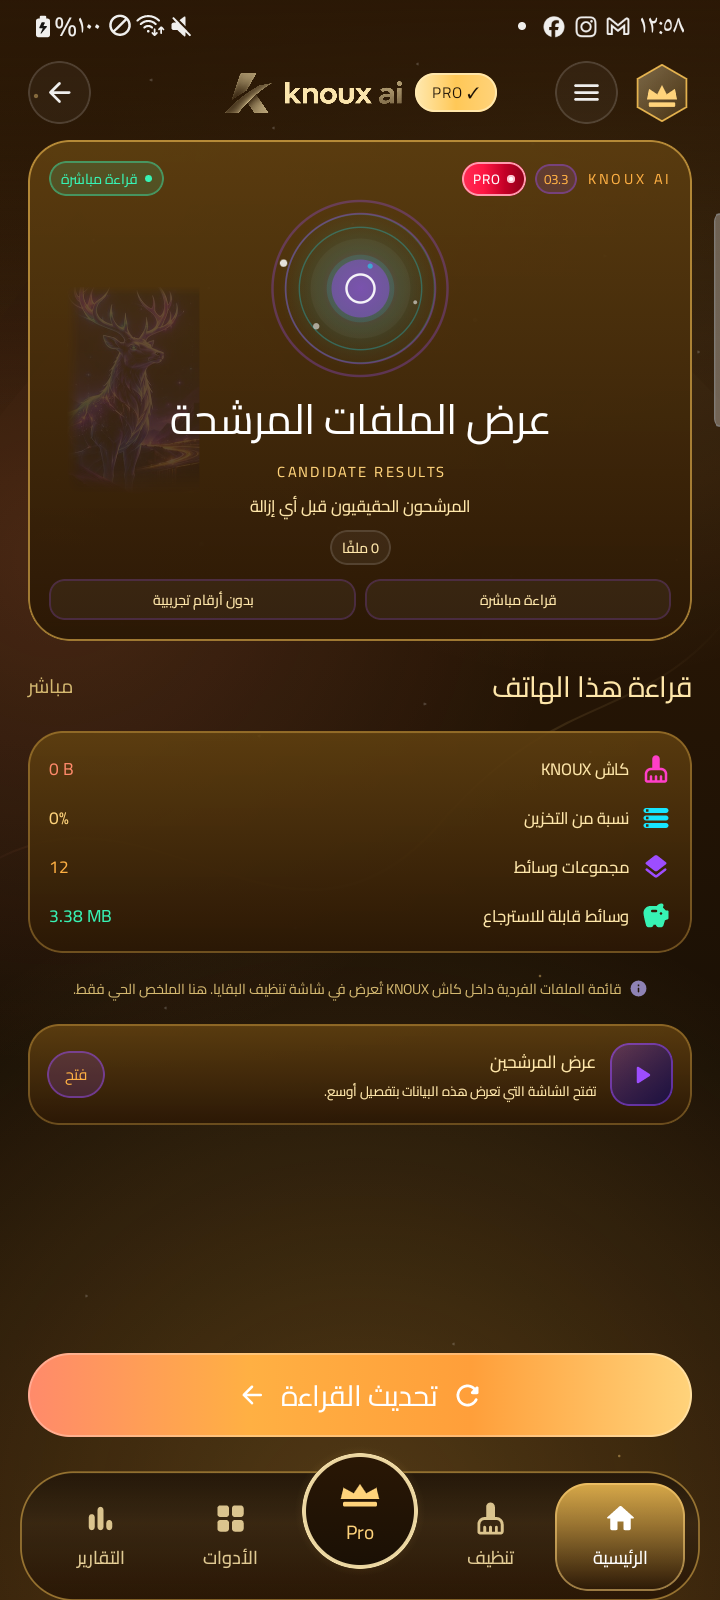 ١٢:٥٨
%١٠٠
knoux ai
PRO ✓
KNOUX AI
03.3
PRO
قراءة مباشرة
عرض الملفات المرشحة
CANDIDATE RESULTS
المرشحون الحقيقيون قبل أي إزالة
0 ملفًا
قراءة مباشرة
بدون أرقام تجريبية
قراءة هذا الهاتف
مباشر
كاش KNOUX
0 B
نسبة من التخزين
0%
مجموعات وسائط
12
وسائط قابلة للاسترجاع
3.38 MB
قائمة الملفات الفردية داخل كاش KNOUX تُعرض في شاشة تنظيف البقايا. هنا الملخص الحي فقط.
عرض المرشحين
تفتح الشاشة التي تعرض هذه البيانات بتفصيل أوسع.
فتح
تحديث القراءة
الرئيسية
تنظيف
Pro
الأدوات
التقارير